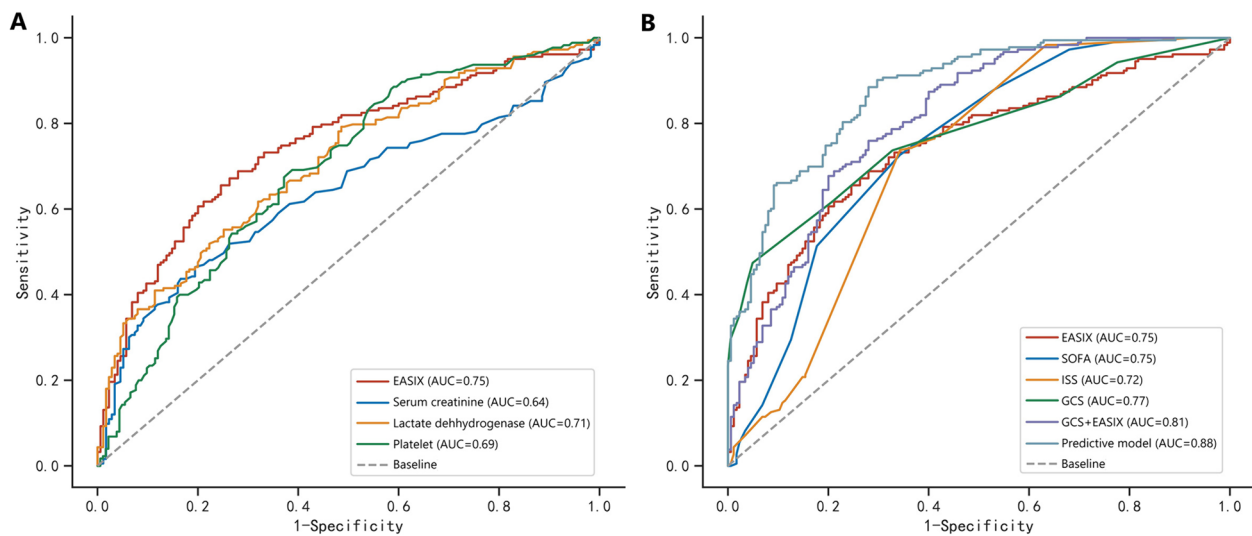 A
Sensitivity
1.0
0.8
0.6
0.4
0.2
0.0
EASIX (AUC=0.75)
Serum creatinine (AUC=0.64)
Lactate dehhydrogenase (AUC=0.71)
Platelet (AUC=0.69)
Baseline
0.0 0.2 0.4 0.6 0.8 1.0
1-Specificity
B
Sensitivity
1.0
0.8
0.6
0.4
0.2
0.0
EASIX (AUC=0.75)
SOFA (AUC=0.75)
ISS (AUC=0.72)
GCS (AUC=0.77)
GCS+EASIX (AUC=0.81)
Predictive model (AUC=0.88)
Baseline
0.0 0.2 0.4 0.6 0.8 1.0
1-Specificity